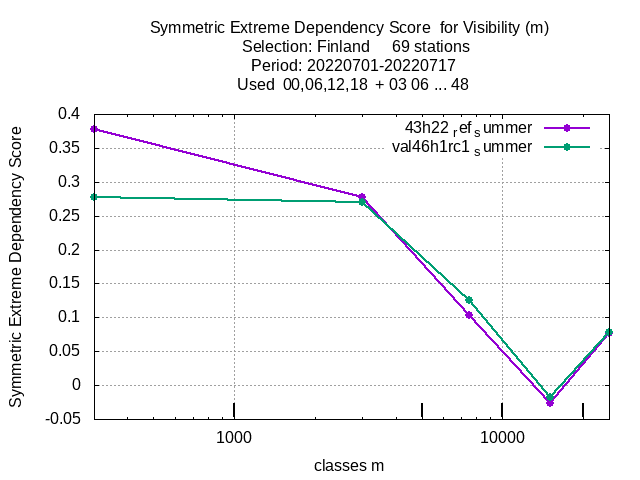 Symmetric Extreme Dependency Score for Visibility (m)
Selection: Finland 69 stations
Period: 20220701-20220717
Used 00,06,12,18 + 03 06 ... 48
43h22ref summer
val46h1rc1 summer
Symmetric Extreme Dependency Score
0.4
0.35
0.3
0.25
0.2
0.15
0.1
0.05
0
-0.05
1000
10000
classes m